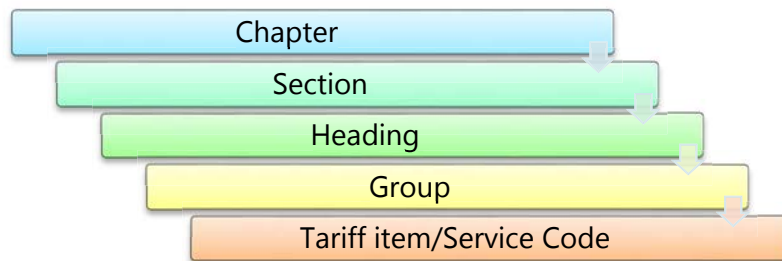 Chapter
Section
Heading
Group
Tariff item/Service Code